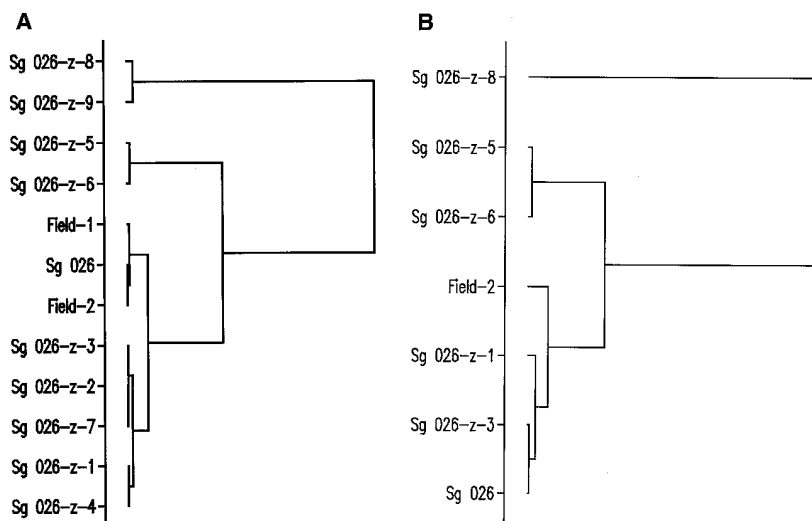 A
Sg 026-z-8
Sg 026-z-9
Sg 026-z-5
Sg 026-z-6
Field-1
Sg 026
Field-2
Sg 026-z-3
Sg 026-z-2
Sg 026-z-7
Sg 026-z-1
Sg 026-z-4
B
Sg 026-z-8
Sg 026-z-5
Sg 026-z-6
Field-2
Sg 026-z-1
Sg 026-z-3
Sg 026